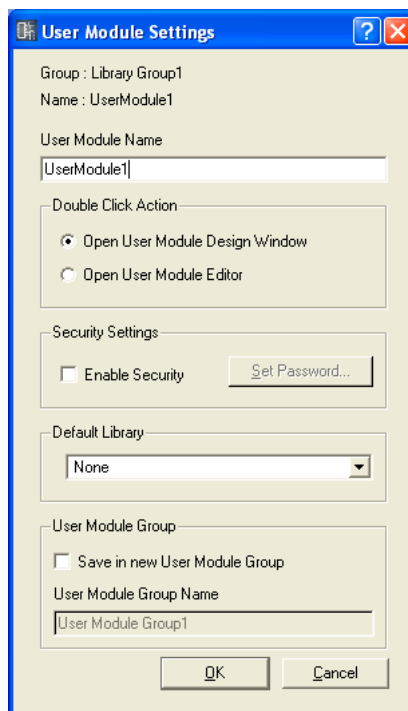 User Module Settings
Group : Library Group1
Name : UserModule1
User Module Name
UserModule1
Double Click Action
Open User Module Design Window
Open User Module Editor
Security Settings
Enable Security
Set Password...
Default Library
None
User Module Group
Save in new User Module Group
User Module Group Name
User Module Group1
OK
Cancel